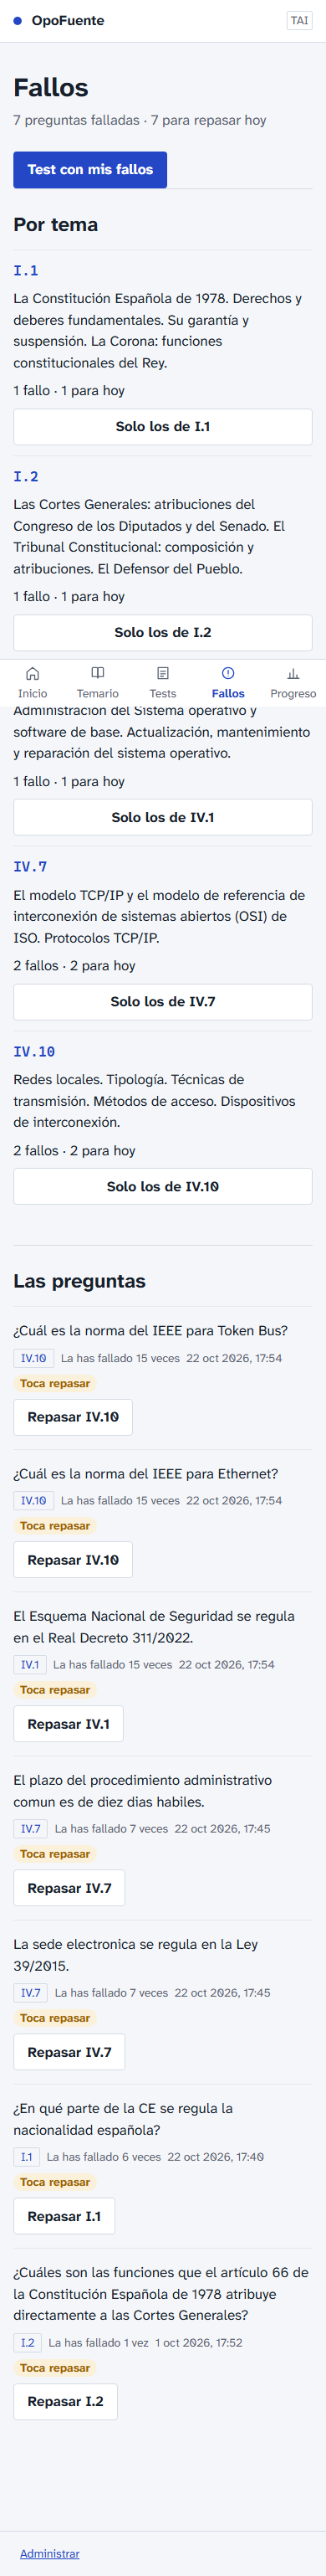 OpoFuente
TAI
Fallos
7 preguntas falladas · 7 para repasar hoy
Test con mis fallos
Por tema
I.1
La Constitución Española de 1978. Derechos y
deberes fundamentales. Su garantía y
suspensión. La Corona: funciones
constitucionales del Rey.
1 fallo · 1 para hoy
Solo los de I.1
I.2
Las Cortes Generales: atribuciones del
Congreso de los Diputados y del Senado. El
Tribunal Constitucional: composición y
atribuciones. El Defensor del Pueblo.
1 fallo · 1 para hoy
Solo los de I.2
Inicio
Temario
Tests
Fallos
Progreso
Administración del Sistema operativo y
software de base. Actualización, mantenimiento
y reparación del sistema operativo.
1 fallo · 1 para hoy
Solo los de IV.1
IV.7
El modelo TCP/IP y el modelo de referencia de
interconexión de sistemas abiertos (OSI) de
ISO. Protocolos TCP/IP.
2 fallos · 2 para hoy
Solo los de IV.7
IV.10
Redes locales. Tipología. Técnicas de
transmisión. Métodos de acceso. Dispositivos
de interconexión.
2 fallos · 2 para hoy
Solo los de IV.10
Las preguntas
¿Cuál es la norma del IEEE para Token Bus?
IV.10 La has fallado 15 veces 22 oct 2026, 17:54
Toca repasar
Repasar IV.10
¿Cuál es la norma del IEEE para Ethernet?
IV.10 La has fallado 15 veces 22 oct 2026, 17:54
Toca repasar
Repasar IV.10
El Esquema Nacional de Seguridad se regula
en el Real Decreto 311/2022.
IV.1 La has fallado 15 veces 22 oct 2026, 17:54
Toca repasar
Repasar IV.1
El plazo del procedimiento administrativo
comun es de diez dias habiles.
IV.7 La has fallado 7 veces 22 oct 2026, 17:45
Toca repasar
Repasar IV.7
La sede electronica se regula en la Ley
39/2015.
IV.7 La has fallado 7 veces 22 oct 2026, 17:45
Toca repasar
Repasar IV.7
¿En qué parte de la CE se regula la
nacionalidad española?
I.1 La has fallado 6 veces 22 oct 2026, 17:40
Toca repasar
Repasar I.1
¿Cuáles son las funciones que el artículo 66 de
la Constitución Española de 1978 atribuye
directamente a las Cortes Generales?
I.2 La has fallado 1 vez 1 oct 2026, 17:52
Toca repasar
Repasar I.2
Administrar